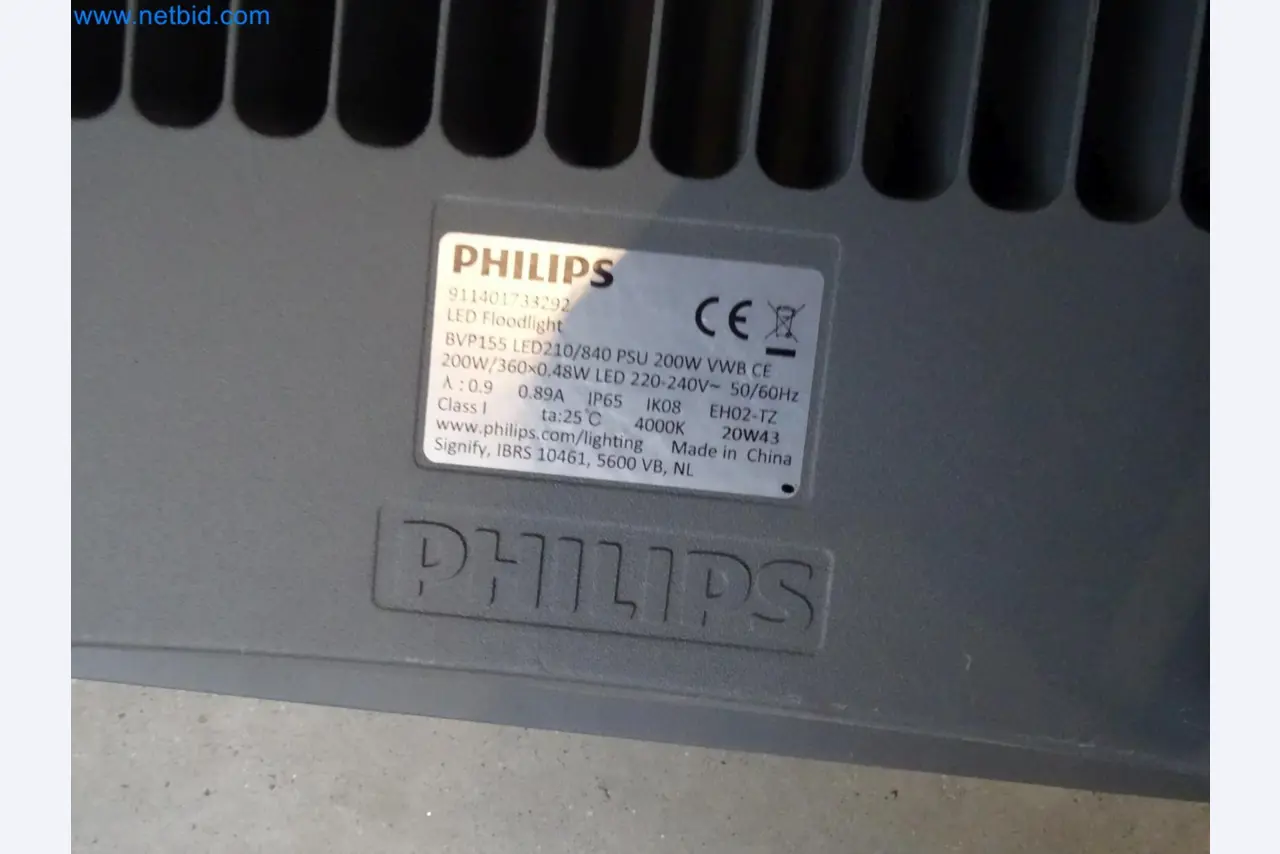 www.netbid.com
PHILIPS
911401733292
LED Floodlight
CE
BVP155 LED210/840 PSU 200W VWB CE
200W/360×0.48W LED 220-240V~ 50/60Hz
λ : 0.9 0.89A IP65 IK08 EH02-TZ
Class I ta:25°C 4000K 20W43
www.philips.com/lighting Made in China
Signify, IBRS 10461, 5600 VB, NL
PHILIPS